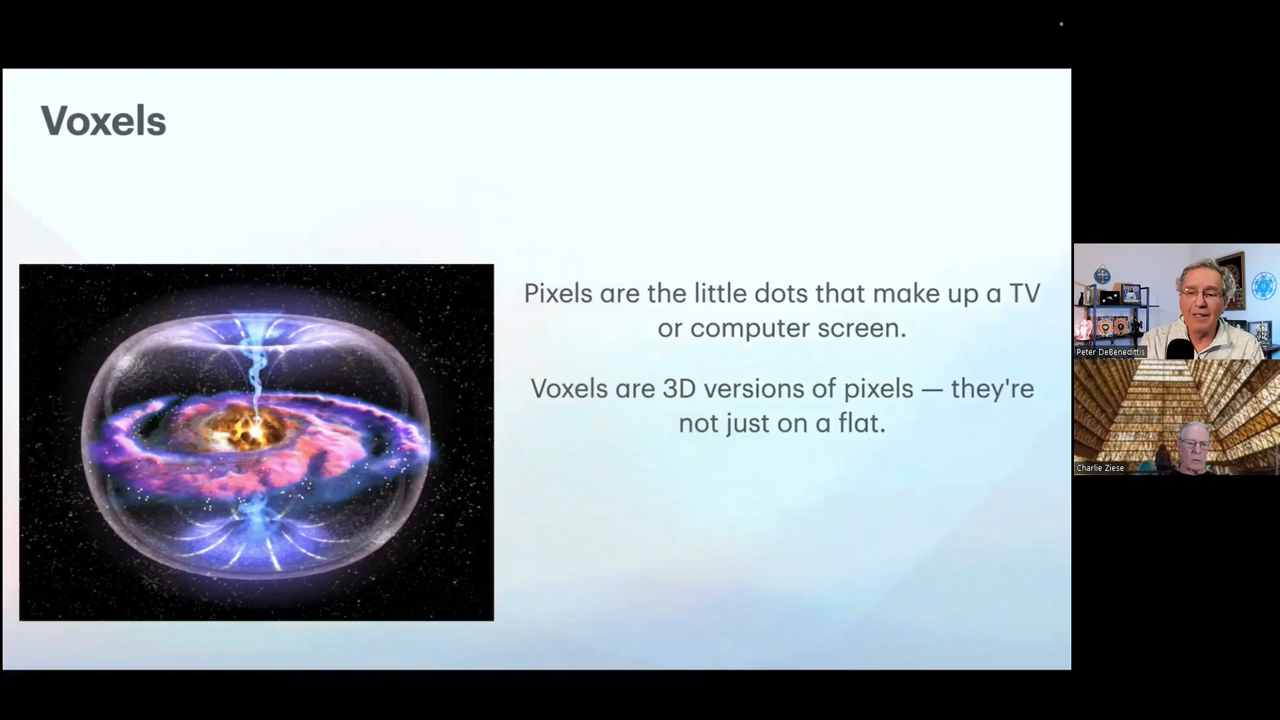 Voxels
Pixels are the little dots that make up a TV
or computer screen.
Voxels are 3D versions of pixels — they're
not just on a flat.
Peter DeBenedittis
Charlie Ziese